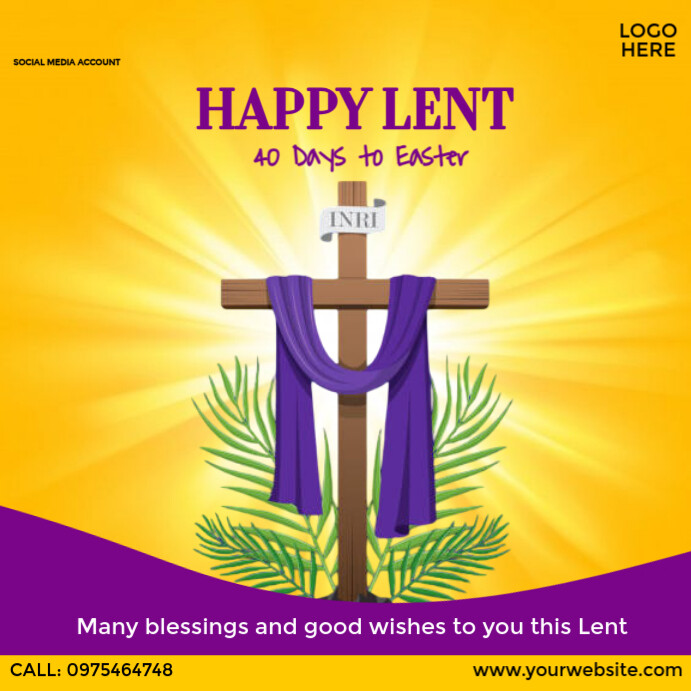 LOGO
HERE
SOCIAL MEDIA ACCOUNT
HAPPY LENT
40 Days to Easter
INRI
Many blessings and good wishes to you this Lent
CALL: 0975464748
www.yourwebsite.com